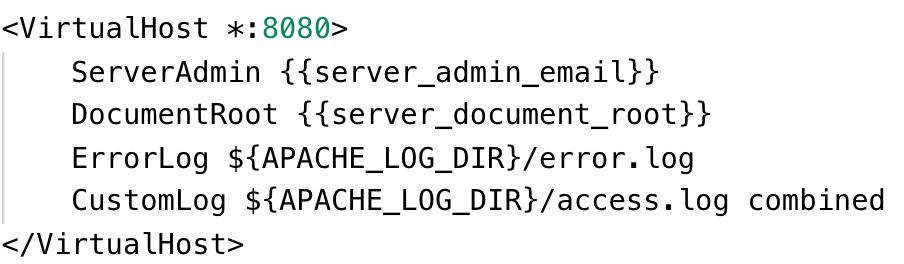 <VirtualHost *:8080>
    ServerAdmin {{server_admin_email}}
    DocumentRoot {{server_document_root}}
    ErrorLog ${APACHE_LOG_DIR}/error.log
    CustomLog ${APACHE_LOG_DIR}/access.log combined
</VirtualHost>